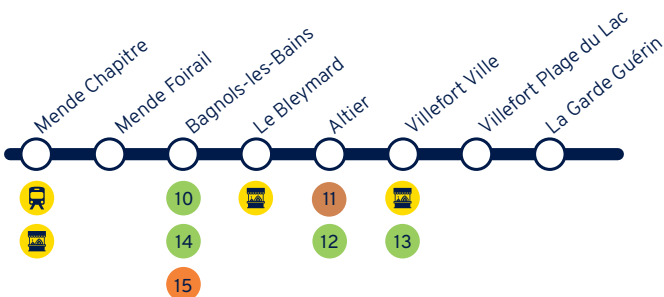 Mende Chapitre
Mende Foirail
Bagnols-les-Bains
Le Bleymard
Altier
Villefort Ville
Villefort Plage du Lac
La Garde Guérin
10
11
14
12
13
15